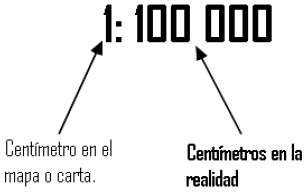 1: 100 000
Centímetro en el
mapa o carta.
Centímetros en la
realidad